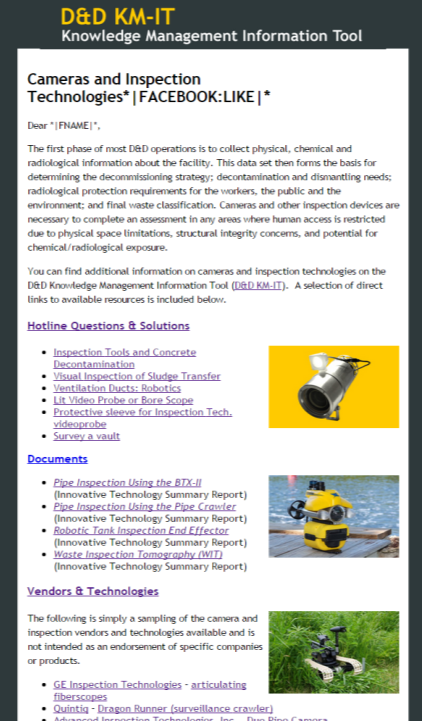 D&D KM-IT
Knowledge Management Information Tool
Cameras and Inspection
Technologies*|FACEBOOK:LIKE|*
Dear *|FNAME|*,
The first phase of most D&D operations is to collect physical, chemical and
radiological information about the facility. This data set then forms the basis for
determining the decommissioning strategy; decontamination and dismantling needs;
radiological protection requirements for the workers, the public and the
environment; and final waste classification. Cameras and other inspection devices are
necessary to complete an assessment in any areas where human access is restricted
due to physical space limitations, structural integrity concerns, and potential for
chemical/radiological exposure.
You can find additional information on cameras and inspection technologies on the
D&D Knowledge Management Information Tool (D&D KM-IT). A selection of direct
links to available resources is included below.
Hotline Questions & Solutions
• Inspection Tools and Concrete
Decontamination
• Visual Inspection of Sludge Transfer
• Ventilation Ducts: Robotics
• Lit Video Probe or Bore Scope
• Protective sleeve for Inspection Tech.
videoprobe
• Survey a vault
Documents
• Pipe Inspection Using the BTX-II
(Innovative Technology Summary Report)
• Pipe Inspection Using the Pipe Crawler
(Innovative Technology Summary Report)
• Robotic Tank Inspection End Effector
(Innovative Technology Summary Report)
• Waste Inspection Tomography (WIT)
(Innovative Technology Summary Report)
Vendors & Technologies
The following is simply a sampling of the camera and
inspection vendors and technologies available and is
not intended as an endorsement of specific companies
or products.
• GE Inspection Technologies - articulating
fiberscopes
• Quintiq - Dragon Runner (surveillance crawler)
• Advanced Inspection Technologies, Inc. - Duo Pipe Camera